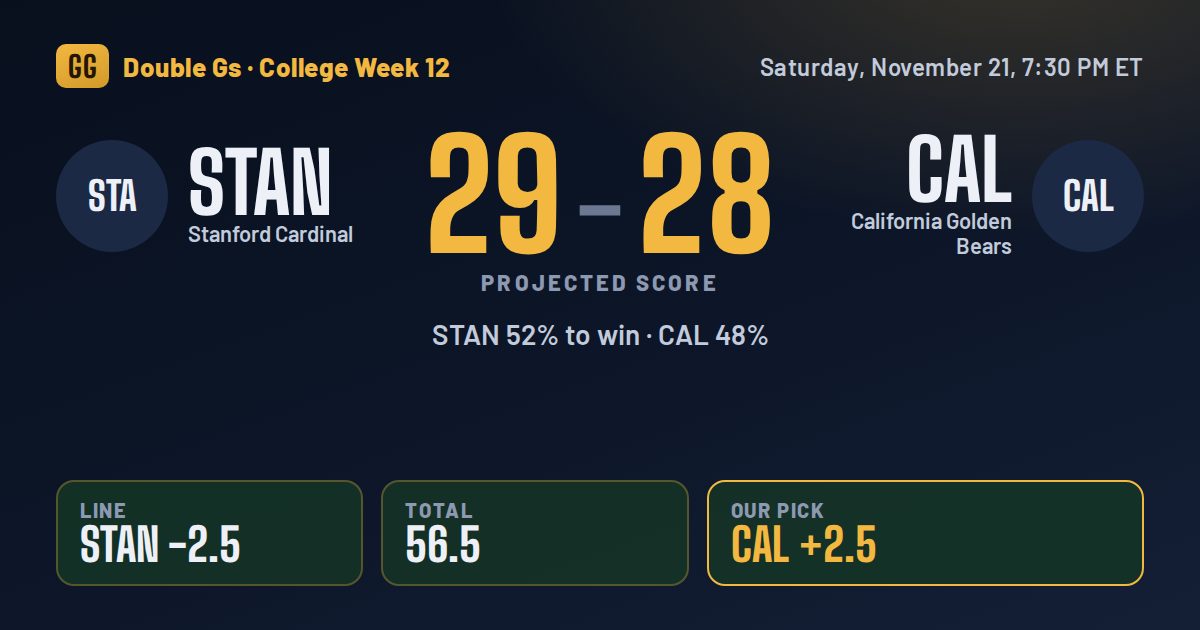 GG
Double Gs · College Week 12
Saturday, November 21, 7:30 PM ET
STA
STAN
Stanford Cardinal
29 – 28
PROJECTED SCORE
STAN 52% to win · CAL 48%
CAL
California Golden
Bears
CAL
LINE
STAN −2.5
TOTAL
56.5
OUR PICK
CAL +2.5